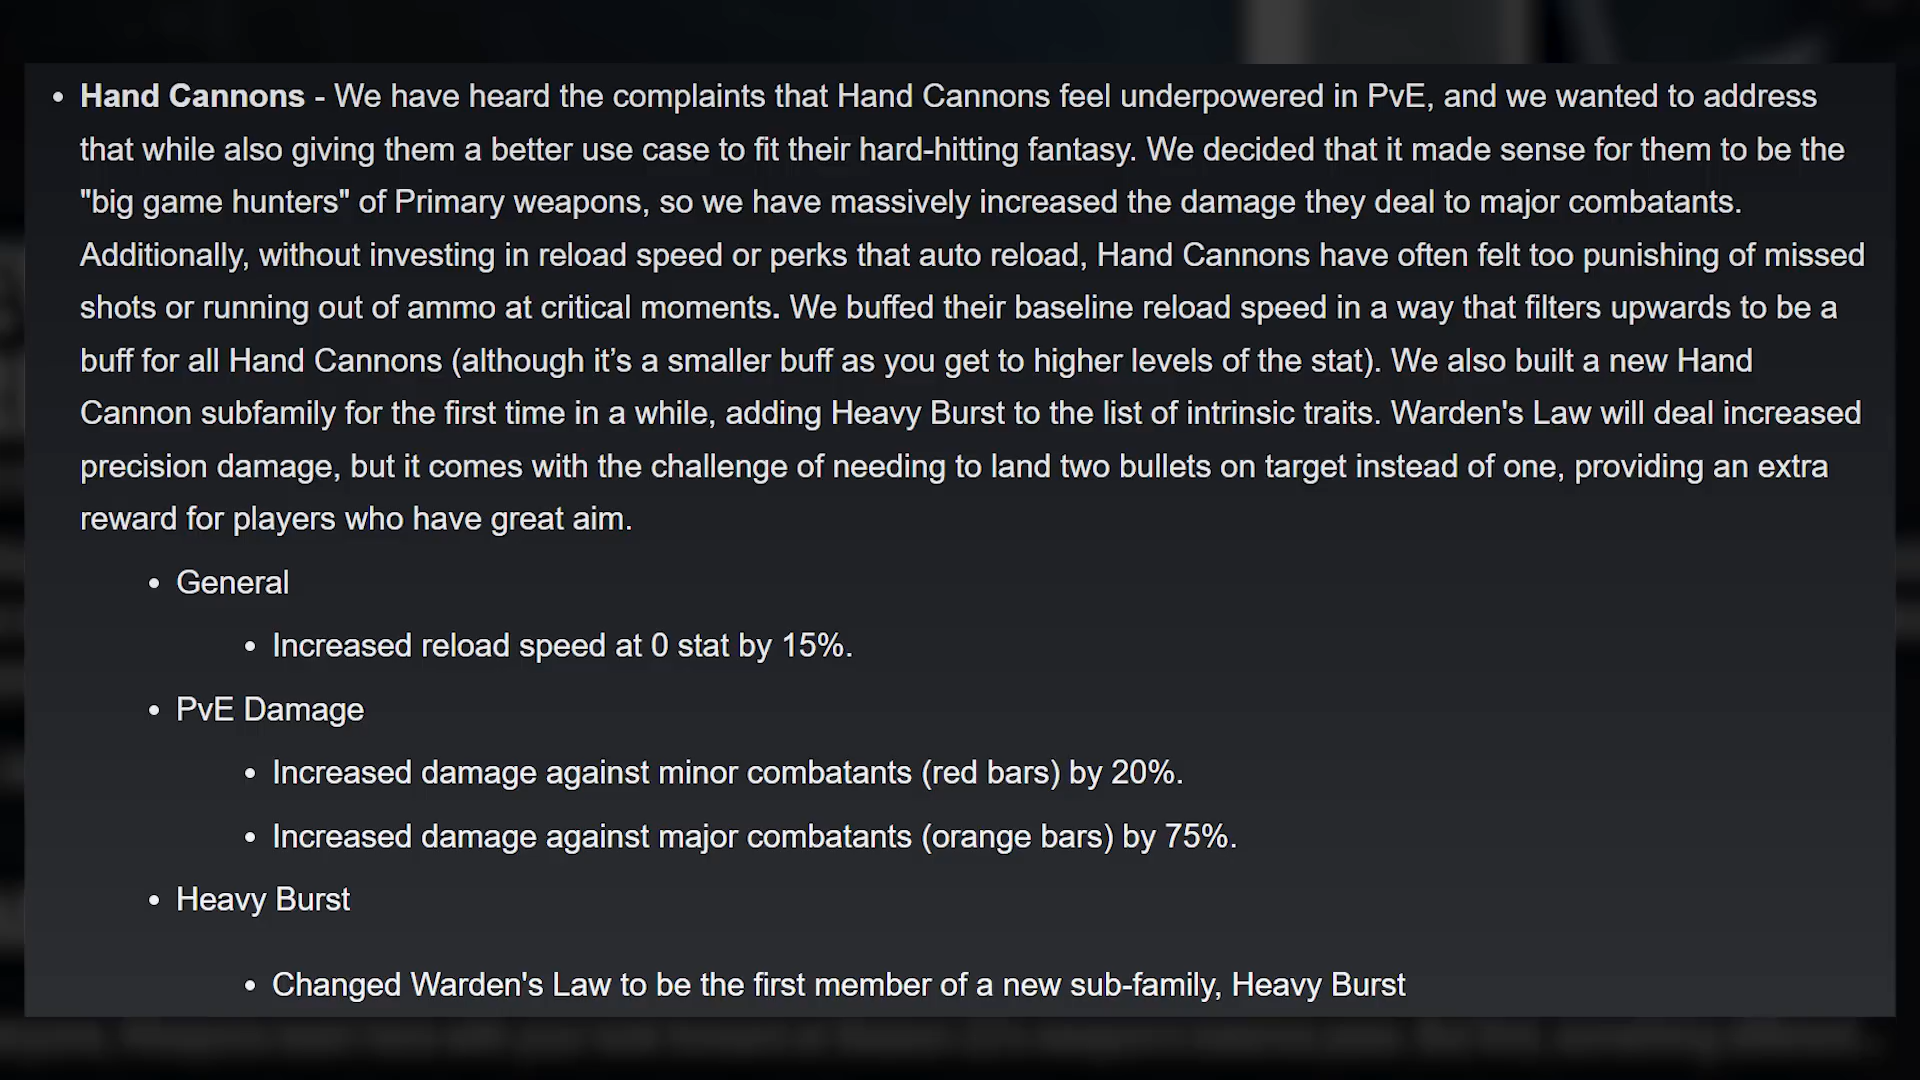 • Hand Cannons - We have heard the complaints that Hand Cannons feel underpowered in PvE, and we wanted to address
that while also giving them a better use case to fit their hard-hitting fantasy. We decided that it made sense for them to be the
"big game hunters" of Primary weapons, so we have massively increased the damage they deal to major combatants.
Additionally, without investing in reload speed or perks that auto reload, Hand Cannons have often felt too punishing of missed
shots or running out of ammo at critical moments. We buffed their baseline reload speed in a way that filters upwards to be a
buff for all Hand Cannons (although it’s a smaller buff as you get to higher levels of the stat). We also built a new Hand
Cannon subfamily for the first time in a while, adding Heavy Burst to the list of intrinsic traits. Warden's Law will deal increased
precision damage, but it comes with the challenge of needing to land two bullets on target instead of one, providing an extra
reward for players who have great aim.
• General
• Increased reload speed at 0 stat by 15%.
• PvE Damage
• Increased damage against minor combatants (red bars) by 20%.
• Increased damage against major combatants (orange bars) by 75%.
• Heavy Burst
• Changed Warden's Law to be the first member of a new sub-family, Heavy Burst